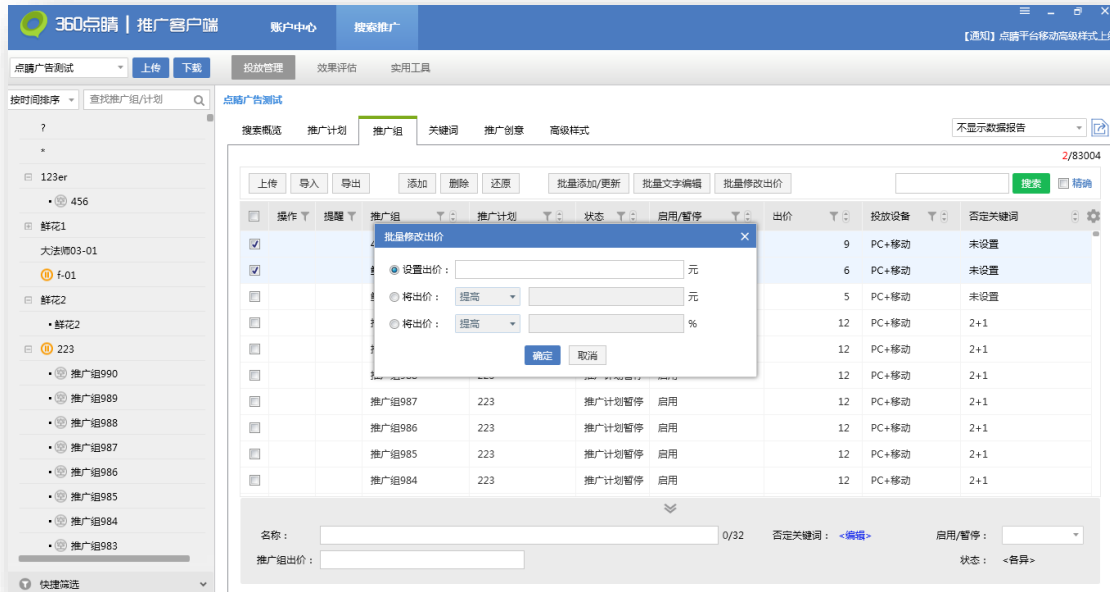 360点睛 | 推广客户端
账户中心
搜索推广
【通知】点睛平台移动高级样式上线
点睛广告测试
上传
下载
投放管理
效果评估
实用工具
按时间排序
查找推广组/计划
点睛广告测试
搜索概览
推广计划
推广组
关键词
推广创意
高级样式
不显示数据报告
2/83004
上传
导入
导出
添加
删除
还原
批量添加/更新
批量文字编辑
批量修改出价
搜索
精确
?
*
123er
456
鲜花1
大法师03-01
f-01
鲜花2
鲜花2
223
推广组990
推广组989
推广组988
推广组987
推广组986
推广组985
推广组984
推广组983
快捷筛选
操作 提醒 推广组 推广计划 状态 启用/暂停 出价 投放设备 否定关键词
9 PC+移动 未设置
6 PC+移动 未设置
5 PC+移动 未设置
12 PC+移动 2+1
12 PC+移动 2+1
12 PC+移动 2+1
推广组987 223 推广计划暂停 启用 12 PC+移动 2+1
推广组986 223 推广计划暂停 启用 12 PC+移动 2+1
推广组985 223 推广计划暂停 启用 12 PC+移动 2+1
推广组984 223 推广计划暂停 启用 12 PC+移动 2+1
批量修改出价
设置出价： 元
将出价： 提高 元
将出价： 提高 %
确定
取消
名称： 0/32 否定关键词： <编辑> 启用/暂停：
推广组出价： 状态： <各异>